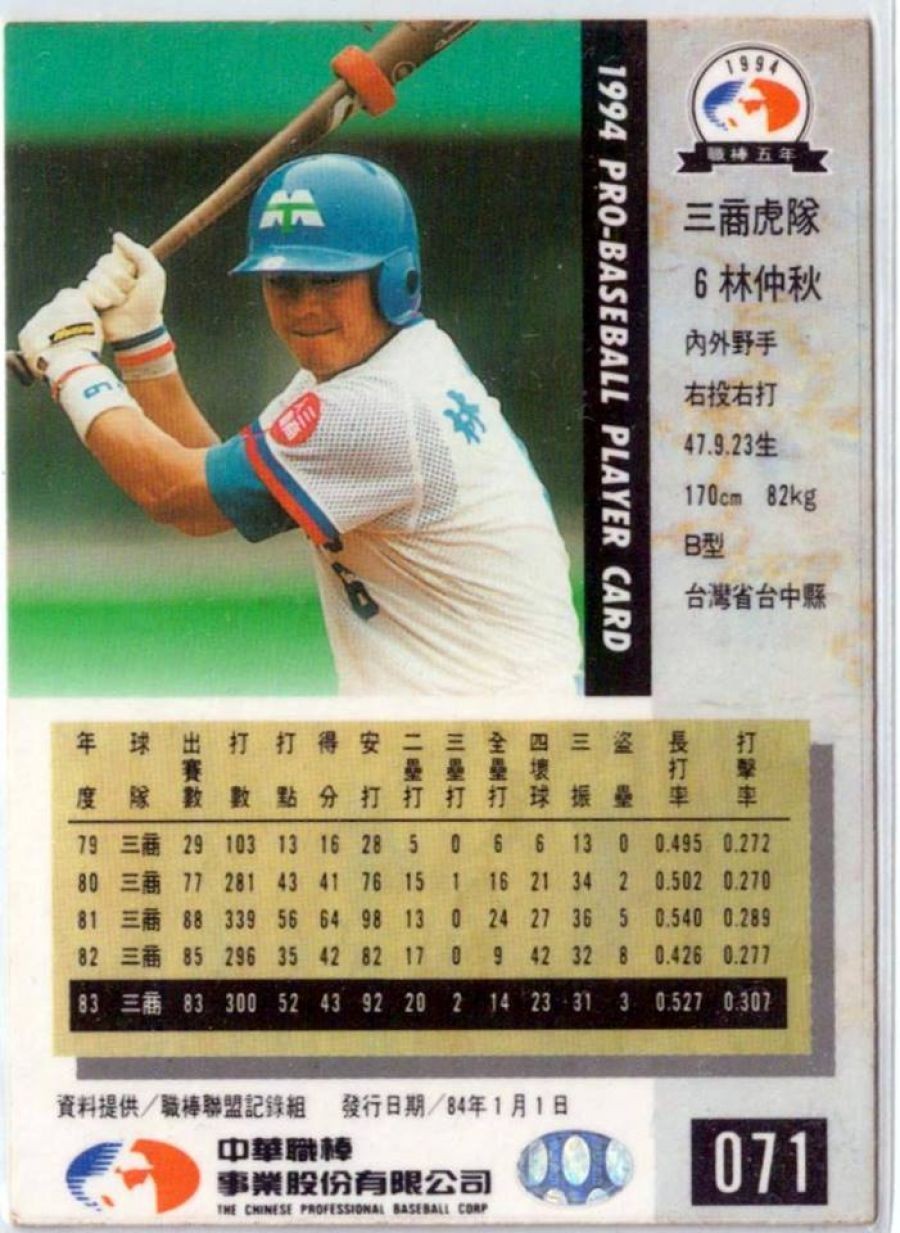 1994 PRO-BASEBALL PLAYER CARD
1994
職棒五年
三商虎隊
6 林仲秋
內外野手
右投右打
47.9.23生
170cm 82kg
B型
台灣省台中縣
林
6
6
三商
年度 球隊 出賽數 打數 打點 得分 安打 二壘打 三壘打 全壘打 四壞球 三振 盜壘 長打率 打擊率
79 三商 29 103 13 16 28 5 0 6 6 13 0 0.495 0.272
80 三商 77 281 43 41 76 15 1 16 21 34 2 0.502 0.270
81 三商 88 339 56 64 98 13 0 24 27 36 5 0.540 0.289
82 三商 85 296 35 42 82 17 0 9 42 32 8 0.426 0.277
83 三商 83 300 52 43 92 20 2 14 23 31 3 0.527 0.307
資料提供／職棒聯盟記錄組 發行日期／84年1月1日
中華職棒
事業股份有限公司
THE CHINESE PROFESSIONAL BASEBALL CORP
071